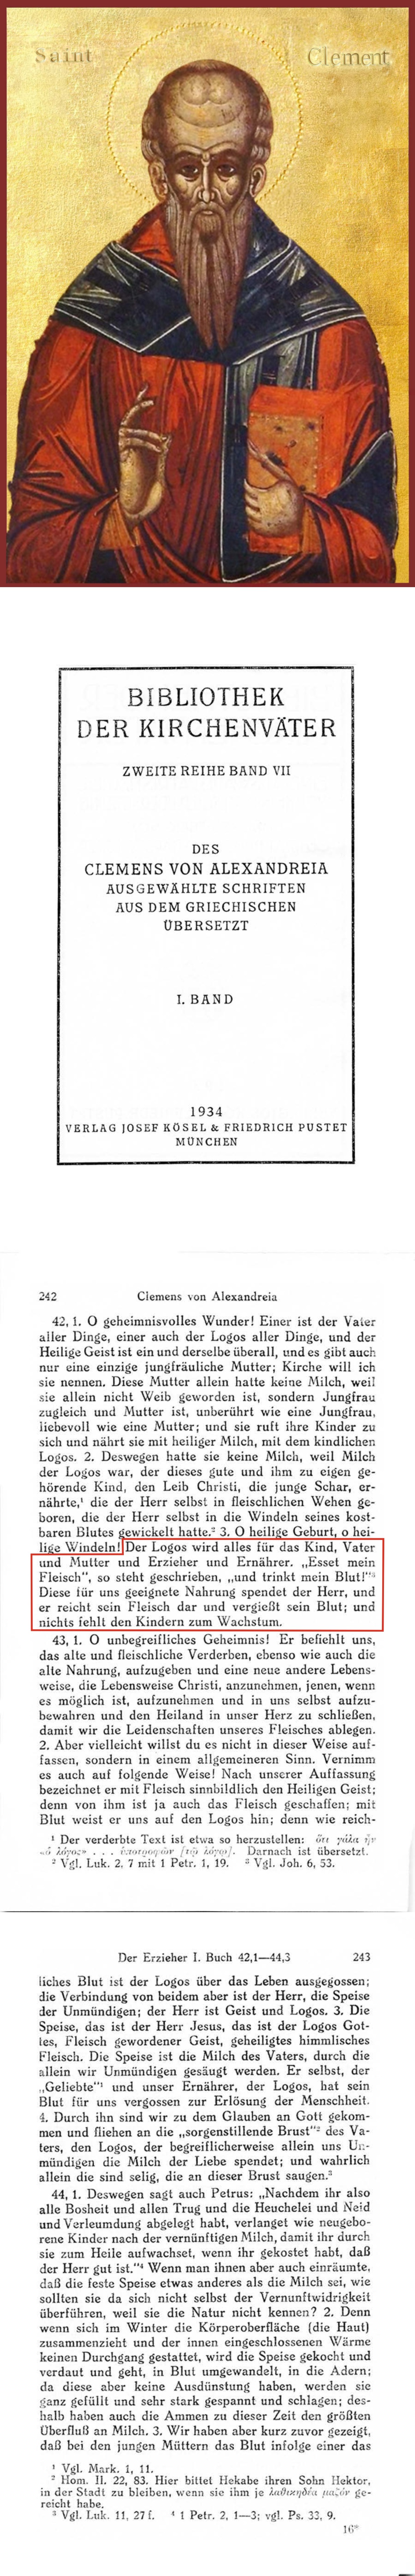 Saint Clement
BIBLIOTHEK
DER KIRCHENVÄTER
ZWEITE REIHE BAND VII
DES
CLEMENS VON ALEXANDREIA
AUSGEWÄHLTE SCHRIFTEN
AUS DEM GRIECHISCHEN
ÜBERSETZT
I. BAND
1934
VERLAG JOSEF KÖSEL & FRIEDRICH PUSTET
MÜNCHEN
242 Clemens von Alexandreia
42, 1. O geheimnisvolles Wunder! Einer ist der Vater
aller Dinge, einer auch der Logos aller Dinge, und der
Heilige Geist ist ein und derselbe überall, und es gibt auch
nur eine einzige jungfräuliche Mutter; Kirche will ich
sie nennen. Diese Mutter allein hatte keine Milch, weil
sie allein nicht Weib geworden ist, sondern Jungfrau
zugleich und Mutter ist, unberührt wie eine Jungfrau,
liebevoll wie eine Mutter; und sie ruft ihre Kinder zu
sich und nährt sie mit heiliger Milch, mit dem kindlichen
Logos. 2. Deswegen hatte sie keine Milch, weil Milch
der Logos war, der dieses gute und ihm zu eigen ge-
hörende Kind, den Leib Christi, die junge Schar, er-
nährte,¹ die der Herr selbst in fleischlichen Wehen ge-
boren, die der Herr selbst in die Windeln seines kost-
baren Blutes gewickelt hatte.² 3. O heilige Geburt, o hei-
lige Windeln! Der Logos wird alles für das Kind, Vater
und Mutter und Erzieher und Ernährer. „Esset mein
Fleisch“, so steht geschrieben, „und trinkt mein Blut!“³
Diese für uns geeignete Nahrung spendet der Herr, und
er reicht sein Fleisch dar und vergießt sein Blut; und
nichts fehlt den Kindern zum Wachstum.
43, 1. O unbegreifliches Geheimnis! Er befiehlt uns,
das alte und fleischliche Verderben, ebenso wie auch die
alte Nahrung, aufzugeben und eine neue andere Lebens-
weise, die Lebensweise Christi, anzunehmen, jenen, wenn
es möglich ist, aufzunehmen und in uns selbst aufzu-
bewahren und den Heiland in unser Herz zu schließen,
damit wir die Leidenschaften unseres Fleisches ablegen.
2. Aber vielleicht willst du es nicht in dieser Weise auf-
fassen, sondern in einem allgemeineren Sinn. Vernimm
es auch auf folgende Weise! Nach unserer Auffassung
bezeichnet er mit Fleisch sinnbildlich den Heiligen Geist;
denn von ihm ist ja auch das Fleisch geschaffen; mit
Blut weist er uns auf den Logos hin; denn wie reich-
¹ Der verderbte Text ist etwa so herzustellen: ὅτι γάλα ἦν
«ὁ λόγος» . . . Darnach ist übersetzt.
² Vgl. Luk. 2, 7 mit 1 Petr. 1, 19. ³ Vgl. Joh. 6, 53.
Der Erzieher I. Buch 42,1—44,3 243
liches Blut ist der Logos über das Leben ausgegossen;
die Verbindung von beidem aber ist der Herr, die Speise
der Unmündigen; der Herr ist Geist und Logos. 3. Die
Speise, das ist der Herr Jesus, das ist der Logos Got-
tes, Fleisch gewordener Geist, geheiligtes himmlisches
Fleisch. Die Speise ist die Milch des Vaters, durch die
allein wir Unmündigen gesäugt werden. Er selbst, der
„Geliebte“¹ und unser Ernährer, der Logos, hat sein
Blut für uns vergossen zur Erlösung der Menschheit.
4. Durch ihn sind wir zu dem Glauben an Gott gekom-
men und fliehen an die „sorgenstillende Brust“² des Va-
ters, den Logos, der begreiflicherweise allein uns Un-
mündigen die Milch der Liebe spendet; und wahrlich
allein die sind selig, die an dieser Brust saugen.³
44, 1. Deswegen sagt auch Petrus: „Nachdem ihr also
alle Bosheit und allen Trug und die Heuchelei und Neid
und Verleumdung abgelegt habt, verlangt wie neugebo-
rene Kinder nach der vernünftigen Milch, damit ihr durch
sie zum Heile aufwachset, wenn ihr gekostet habt, daß
der Herr gut ist.“⁴ Wenn man ihnen aber auch einräumte,
daß die feste Speise etwas anderes als die Milch sei, wie
sollten sie da sich nicht selbst der Vernunftwidrigkeit
überführen, weil sie die Natur nicht kennen? 2. Denn
wenn sich im Winter die Körperoberfläche (die Haut)
zusammenzieht und der innen eingeschlossenen Wärme
keinen Durchgang gestattet, wird die Speise gekocht und
verdaut und geht, in Blut umgewandelt, in die Adern;
da diese aber keine Ausdünstung haben, werden sie
ganz gefüllt und sehr stark gespannt und schlagen; des-
halb haben auch die Ammen zu dieser Zeit den größten
Überfluß an Milch. 3. Wir haben aber kurz zuvor gezeigt,
daß bei den jungen Müttern das Blut infolge einer das
¹ Vgl. Mark. 1, 11.
² Hom. Il. 22, 83. Hier bittet Hekabe ihren Sohn Hektor,
in der Stadt zu bleiben, wenn sie ihm je λαθικηδέα μαζόν ge-
reicht habe.
³ Vgl. Luk. 11, 27 f. ⁴ 1 Petr. 2, 1—3; vgl. Ps. 33, 9.
16*